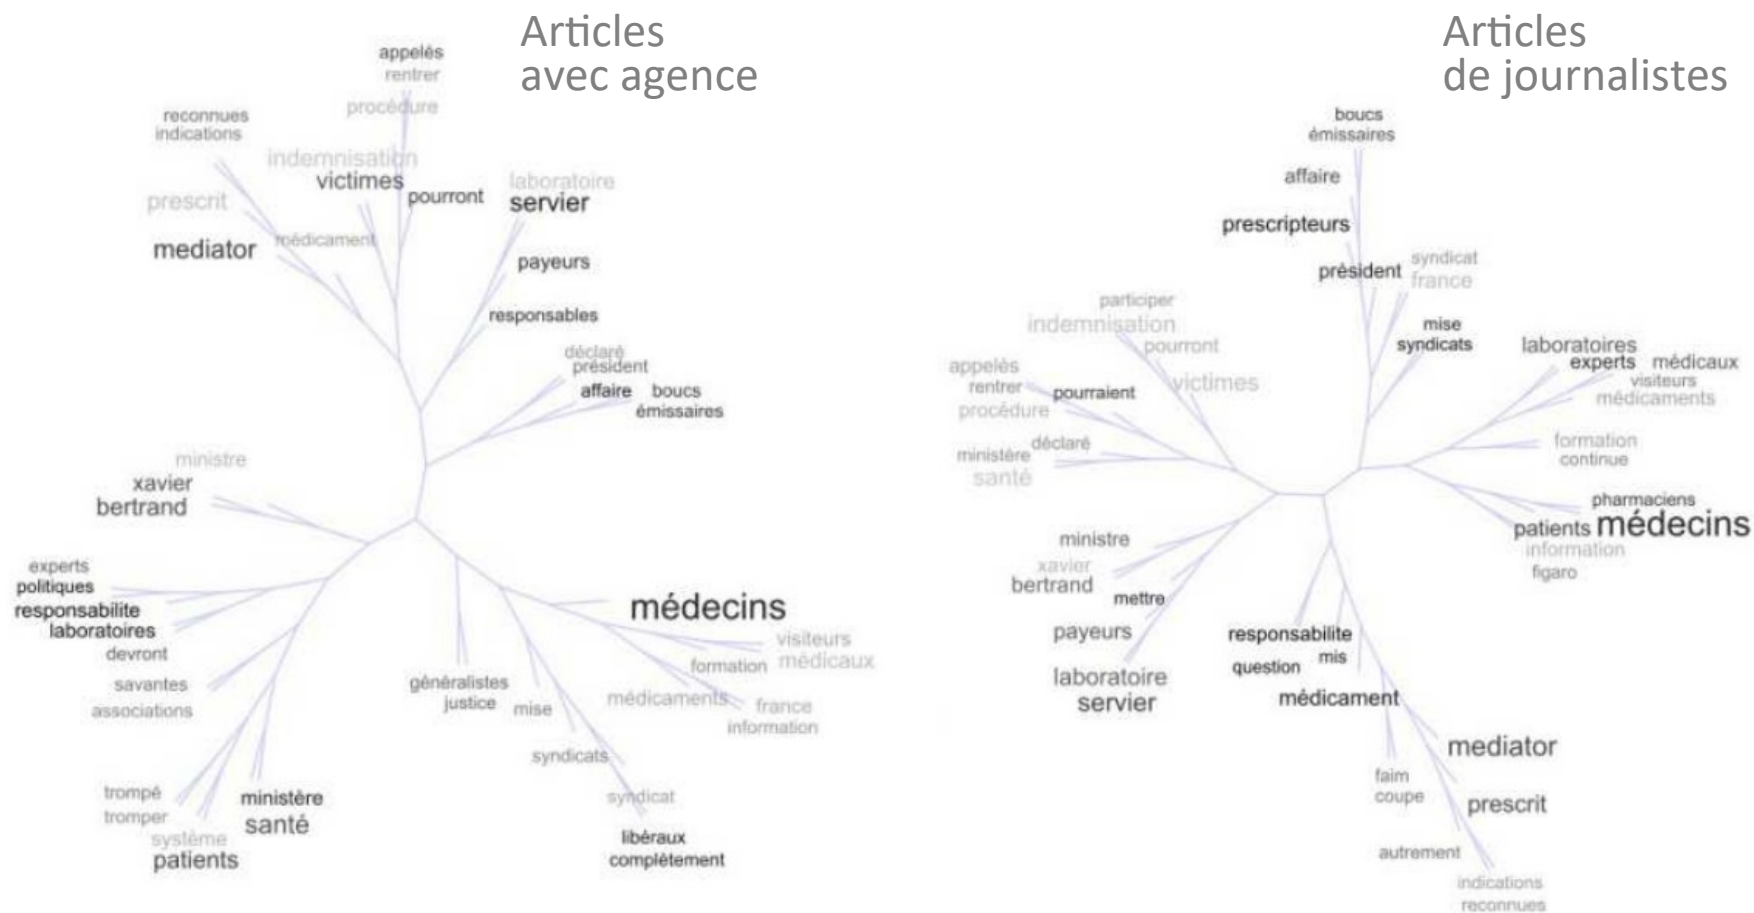 Articles
avec agence
appelés
rentrer
procédure
reconnues
indications
indemnisation
victimes
pourront
laboratoire
servier
prescrit
mediator
médicament
payeurs
responsables
déclaré
président
affaire
boucs
émissaires
ministre
xavier
bertrand
experts
politiques
responsabilite
laboratoires
devront
savantes
associations
trompé
tromper
système
patients
ministère
santé
médecins
visiteurs
formation
médicaux
généralistes
justice
mise
médicaments
france
information
syndicats
syndicat
libéraux
complètement
Articles
de journalistes
boucs
émissaires
affaire
prescripteurs
président
syndicat
france
mise
syndicats
participer
indemnisation
pourront
victimes
appelés
rentrer
pourraient
procédure
déclaré
ministère
santé
laboratoires
experts
médicaux
visiteurs
médicaments
formation
continue
pharmaciens
patients
médecins
information
figaro
ministre
xavier
bertrand
mettre
payeurs
laboratoire
servier
responsabilite
mis
question
médicament
mediator
faim
coupe
prescrit
autrement
indications
reconnues